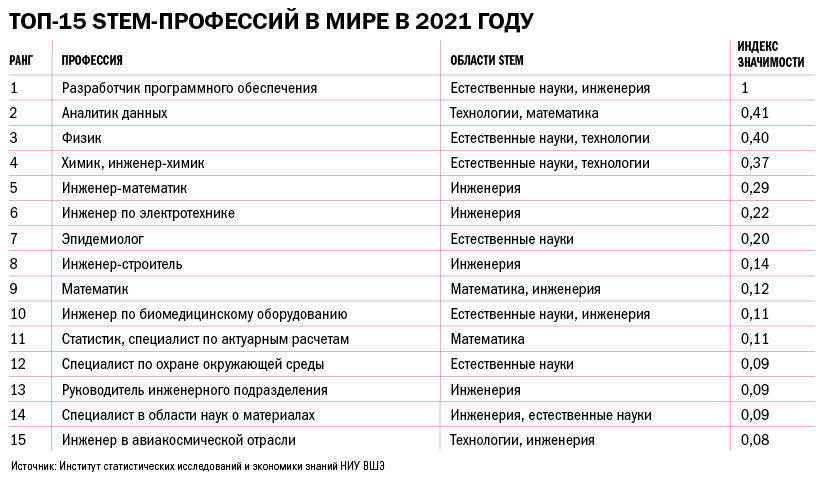 ТОП-15 STEM-ПРОФЕССИЙ В МИРЕ В 2021 ГОДУ
РАНГ ПРОФЕССИЯ ОБЛАСТИ STEM ИНДЕКС ЗНАЧИМОСТИ
1 Разработчик программного обеспечения Естественные науки, инженерия 1
2 Аналитик данных Технологии, математика 0,41
3 Физик Естественные науки, технологии 0,40
4 Химик, инженер-химик Естественные науки, технологии 0,37
5 Инженер-математик Инженерия 0,29
6 Инженер по электротехнике Инженерия 0,22
7 Эпидемиолог Естественные науки 0,20
8 Инженер-строитель Инженерия 0,14
9 Математик Математика, инженерия 0,12
10 Инженер по биомедицинскому оборудованию Естественные науки, инженерия 0,11
11 Статистик, специалист по актуарным расчетам Математика 0,11
12 Специалист по охране окружающей среды Естественные науки 0,09
13 Руководитель инженерного подразделения Инженерия 0,09
14 Специалист в области наук о материалах Инженерия, естественные науки 0,09
15 Инженер в авиакосмической отрасли Технологии, инженерия 0,08
Источник: Институт статистических исследований и экономики знаний НИУ ВШЭ